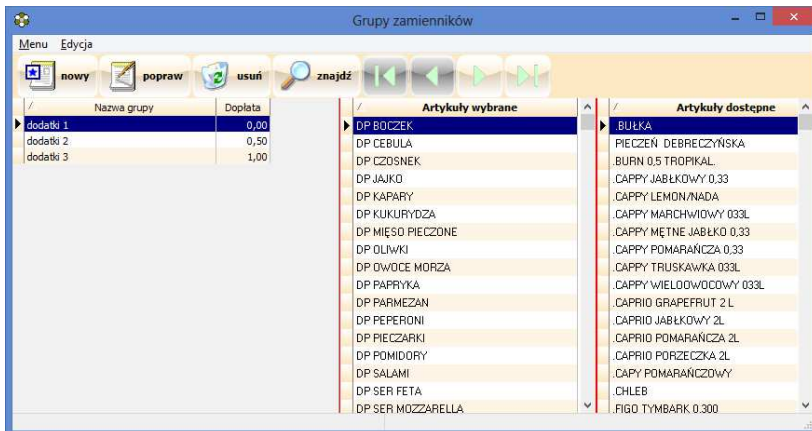 Grupy zamienników
Menu Edycja
nowy popraw usuń znajdź
Nazwa grupy Dopłata
dodatki 1 0,00
dodatki 2 0,50
dodatki 3 1,00
Artykuły wybrane
DP BOCZEK
DP CEBULA
DP CZOSNEK
DP JAJKO
DP KAPARY
DP KUKURYDZA
DP MIĘSO PIECZONE
DP OLIWKI
DP OWOCE MORZA
DP PAPRYKA
DP PARMEZAN
DP PEPERONI
DP PIECZARKI
DP POMIDORY
DP SALAMI
DP SER FETA
DP SER MOZZARELLA
Artykuły dostępne
.BUŁKA
PIECZEŃ DEBRECZYŃSKA
.BURN 0,5 TROPIKAL.
.CAPPY JABŁKOWY 0,33
.CAPPY LEMON/NADA
.CAPPY MARCHWIOWY 033L
.CAPPY MĘTNE JABŁKO 0,33
.CAPPY POMARAŃCZA 0,33
.CAPPY TRUSKAWKA 033L
.CAPPY WIELOOWOCOWY 033L
.CAPRIO GRAPEFRUT 2 L
.CAPRIO JABŁKOWY 2L
.CAPRIO POMARAŃCZA 2L
.CAPRIO PORZECZKA 2L
.CAPY POMARAŃCZOWY
.CHLEB
.FIGO TYMBARK 0.300